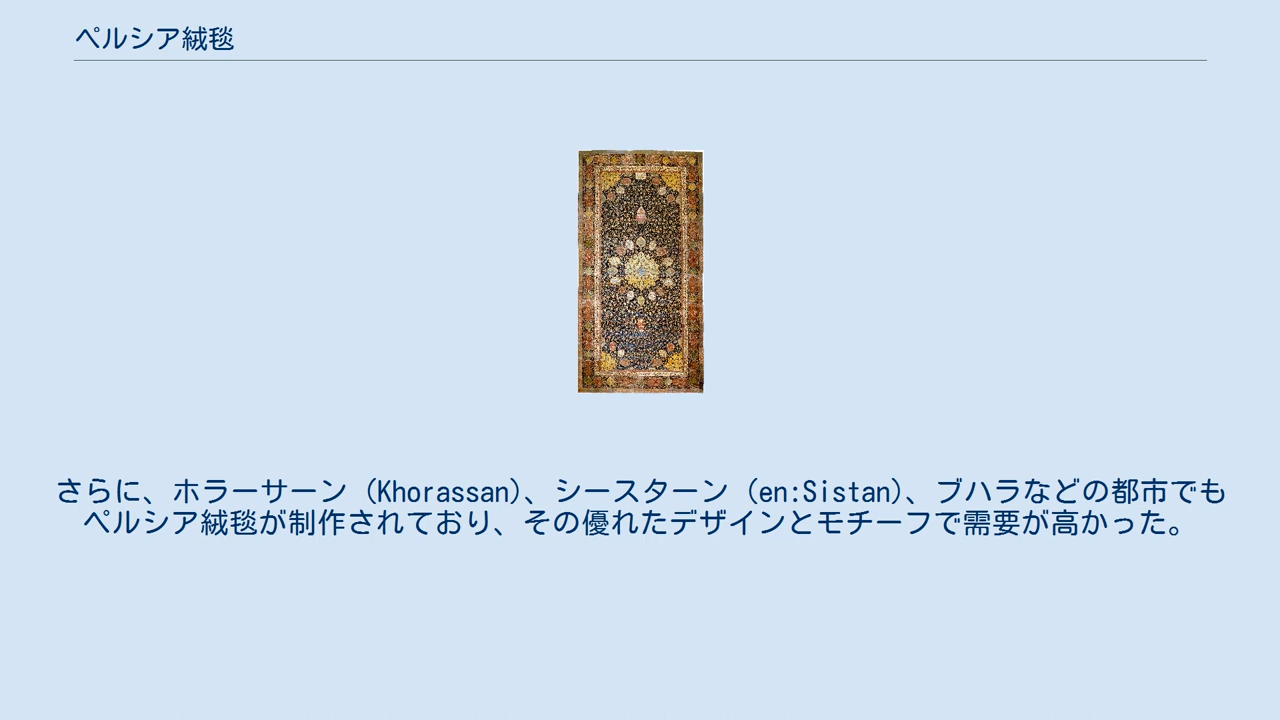 ペルシア絨毯
さらに、ホラーサーン（Khorassan)、シースターン（en:Sistan)、ブハラなどの都市でも
ペルシア絨毯が制作されており、その優れたデザインとモチーフで需要が高かった。